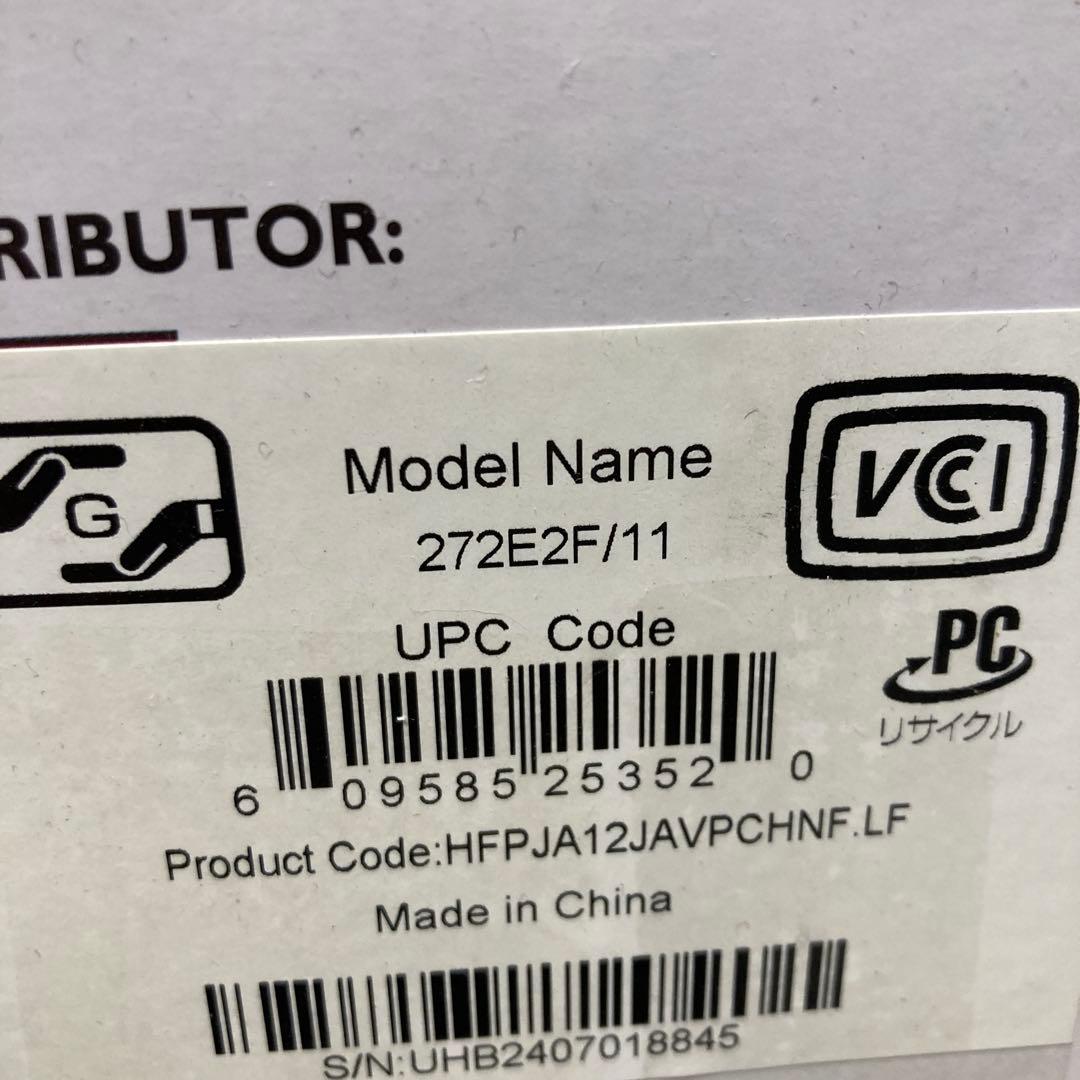 RIBUTOR:
G
Model Name
VCCI
272E2F/11
UPC Code
PC
リサイクル
6 09585 25352 0
Product Code:HFPJA12JAVPCHNF.LF
Made in China
S/N:UHB2407018845